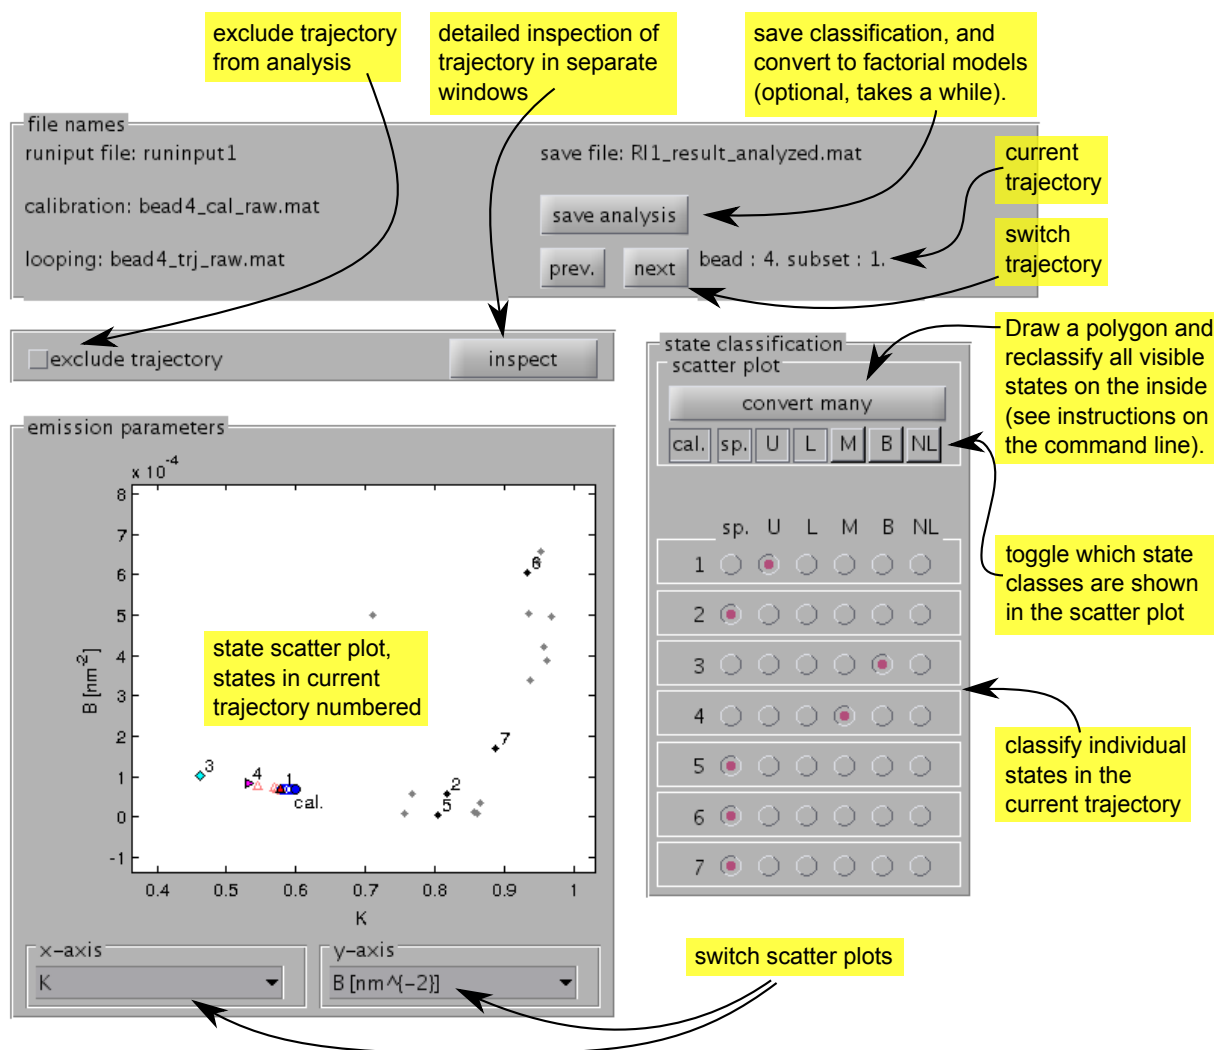 exclude trajectory
from analysis
detailed inspection of
trajectory in separate
windows
save classification, and
convert to factorial models
(optional, takes a while).
file names
runiput file: runinput1
save file: RI1_result_analyzed.mat
current
trajectory
calibration: bead4_cal_raw.mat
save analysis
switch
trajectory
looping: bead4_trj_raw.mat
prev.
next
bead : 4. subset : 1.
exclude trajectory
inspect
Draw a polygon and
reclassify all visible
states on the inside
(see instructions on
the command line).
state classification
scatter plot
convert many
cal. sp. U L M B NL
toggle which state
classes are shown
in the scatter plot
sp. U L M B NL
1
2
3
4
5
6
7
classify individual
states in the
current trajectory
emission parameters
x 10^-4
8
7
6
5
4
3
2
1
0
-1
B [nm^-2]
6
state scatter plot,
states in current
trajectory numbered
7
3
4
1
cal.
2
5
0.4 0.5 0.6 0.7 0.8 0.9 1
K
x-axis
K
y-axis
B [nm^{-2}]
switch scatter plots